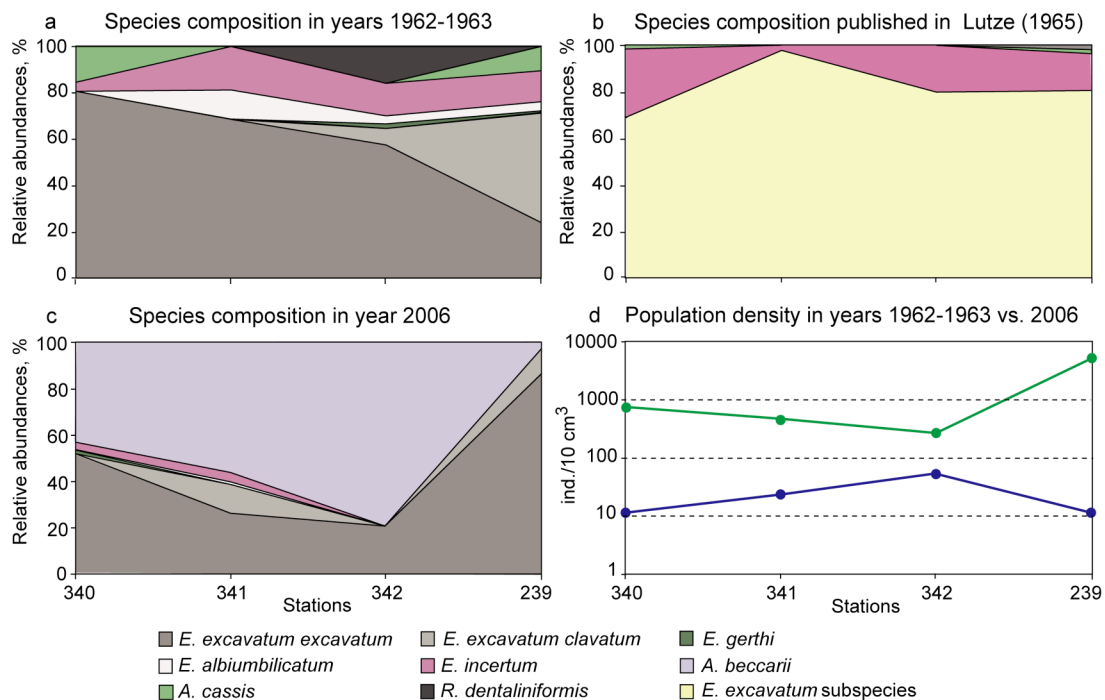 a Species composition in years 1962-1963
Relative abundances, %
100
80
60
40
20
0
b Species composition published in Lutze (1965)
Relative abundances, %
100
80
60
40
20
0
c Species composition in year 2006
Relative abundances, %
100
80
60
40
20
0
340 341 342 239
d Population density in years 1962-1963 vs. 2006
ind./10 cm³
10000
1000
100
10
1
340 341 342 239
Stations
E. excavatum excavatum E. excavatum clavatum E. gerthi
E. albiumbilicatum E. incertum A. beccarii
A. cassis R. dentaliniformis E. excavatum subspecies